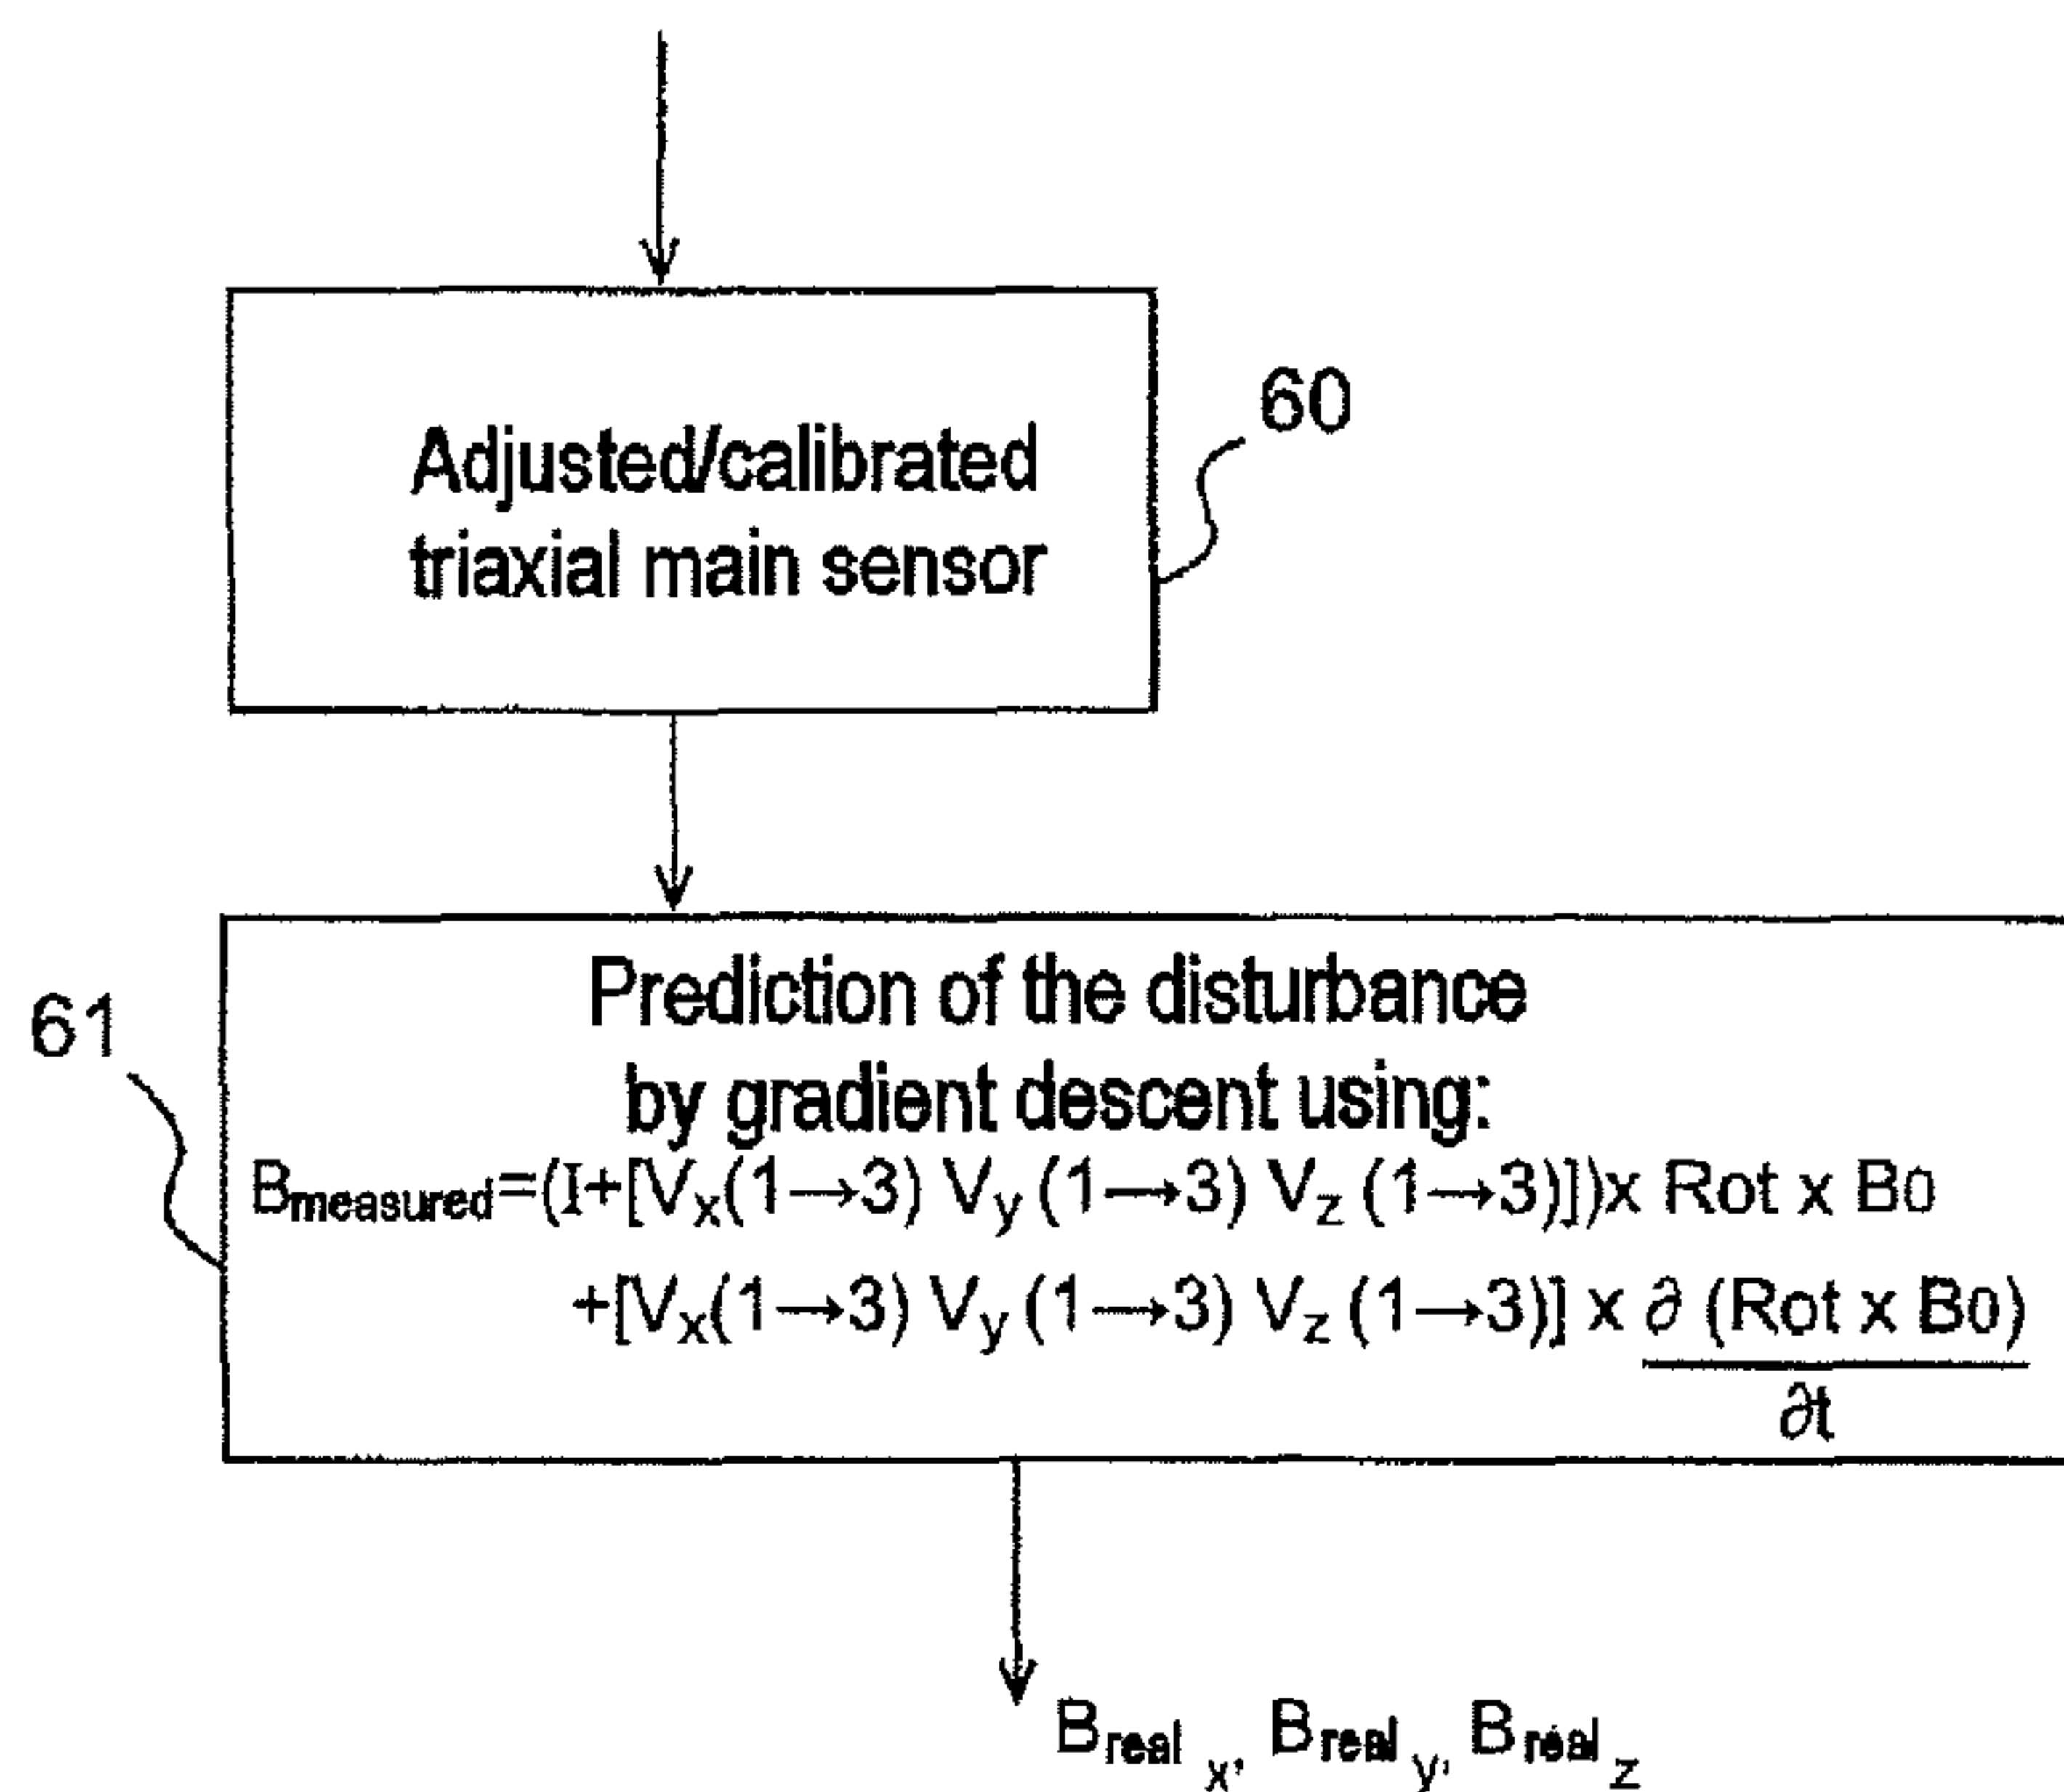 Adjusted/calibrated
triaxial main sensor
60
61
Prediction of the disturbance
by gradient descent using:
Bmeasured=(I+[Vx(1→3) Vy (1→3) Vz (1→3)])x Rot x B0
+[Vx(1→3) Vy (1→3) Vz (1→3)] x ∂ (Rot x B0)
∂t
Breal x, Breal y, Breal z